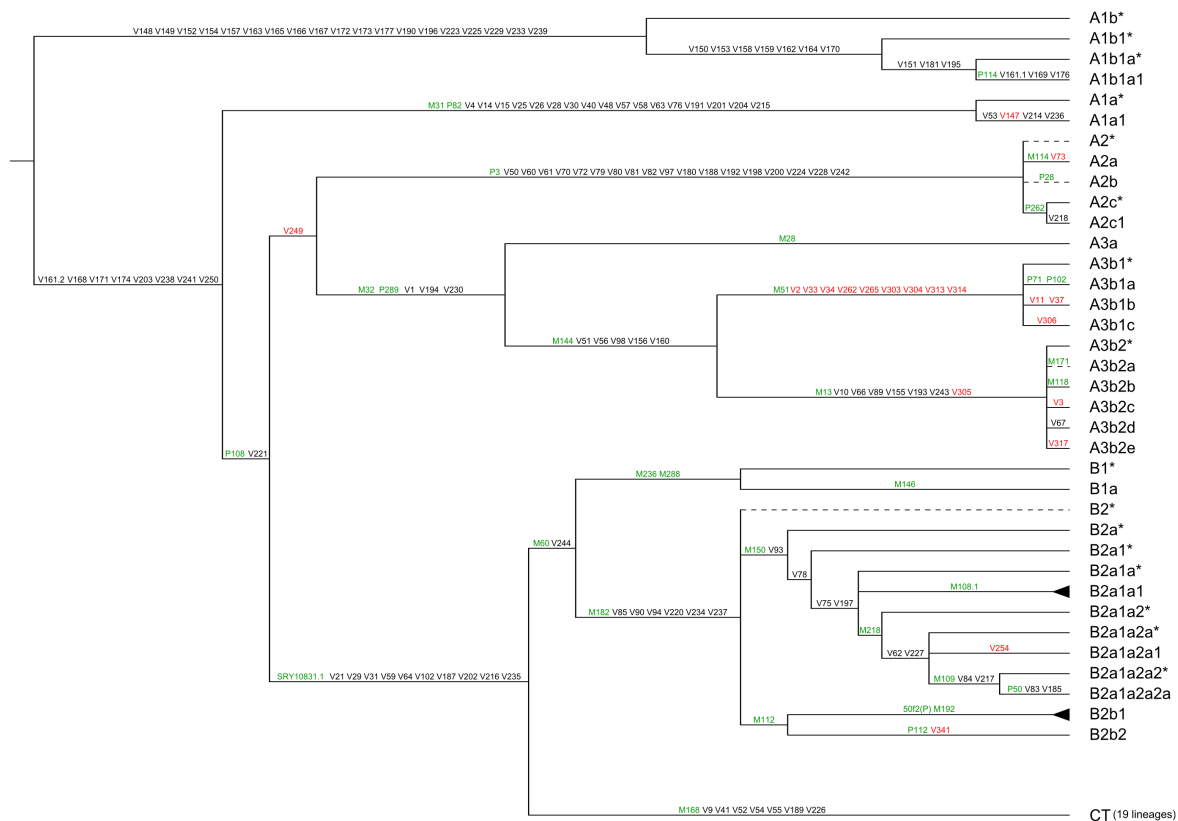 A1b*
V148 V149 V152 V154 V157 V163 V165 V166 V167 V172 V173 V177 V190 V196 V223 V225 V229 V233 V239
A1b1*
V150 V153 V158 V159 V162 V164 V170
A1b1a*
V151 V181 V195
P114 V161.1 V169 V176
A1b1a1
A1a*
M31 P82 V4 V14 V15 V25 V26 V28 V30 V40 V48 V57 V58 V63 V76 V191 V201 V204 V215
V53 V147 V214 V236
A1a1
A2*
M114 V73
A2a
P3 V50 V60 V61 V70 V72 V79 V80 V81 V82 V97 V180 V188 V192 V198 V200 V224 V228 V242
P28
A2b
A2c*
P262
V218
A2c1
V249
M28
A3a
A3b1*
V161.2 V168 V171 V174 V203 V238 V241 V250
P71 P102
A3b1a
M32 P289 V1 V194 V230
M51 V2 V33 V34 V262 V265 V303 V304 V313 V314
V11 V37
A3b1b
V306
A3b1c
M144 V51 V56 V98 V156 V160
A3b2*
M171
A3b2a
M118
A3b2b
M13 V10 V66 V89 V155 V193 V243 V305
V3
A3b2c
V67
A3b2d
V317
A3b2e
P108 V221
B1*
M236 M288
M146
B1a
B2*
A B2a*
M60 V244
M150 V93
B2a1*
V78
B2a1a*
M108.1
B2a1a1
V75 V197
B2a1a2*
M182 V85 V90 V94 V220 V234 V237
M218
B2a1a2a*
V62 V227
V254
B2a1a2a1
B2a1a2a2*
SRY10831.1 V21 V29 V31 V59 V64 V102 V187 V202 V216 V235
M109 V84 V217
P50 V83 V185
B2a1a2a2a
50f2(P) M192
B2b1
M112
P112 V341
B2b2
M168 V9 V41 V52 V54 V55 V189 V226
CT (19 lineages)